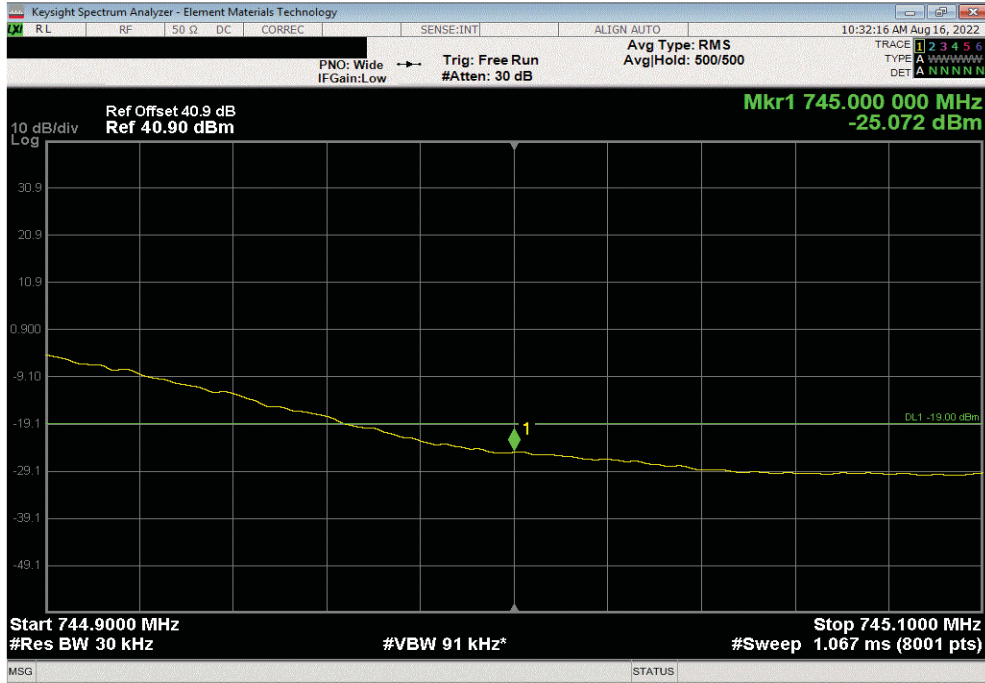 Keysight Spectrum Analyzer - Element Materials Technology
LXI RL RF 50 Ω DC CORREC SENSE:INT ALIGN AUTO 10:32:16 AM Aug 16, 2022
PNO: Wide Trig: Free Run Avg Type: RMS TRACE 1 2 3 4 5 6
IFGain:Low #Atten: 30 dB Avg|Hold: 500/500 TYPE A WWWWW
DET A N N N N N
Mkr1 745.000 000 MHz
-25.072 dBm
Ref Offset 40.9 dB
10 dB/div Ref 40.90 dBm
Log
30.9
20.9
10.9
0.900
-9.10
-19.1 DL1 -19.00 dBm
1
-29.1
-39.1
-49.1
Start 744.9000 MHz Stop 745.1000 MHz
#Res BW 30 kHz #VBW 91 kHz* #Sweep 1.067 ms (8001 pts)
MSG STATUS